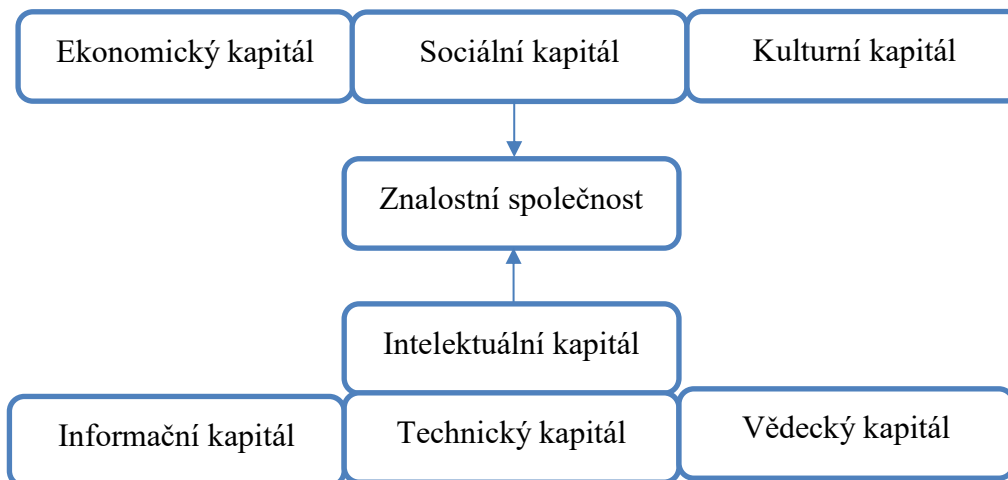 Ekonomický kapitál
Sociální kapitál
Kulturní kapitál
Znalostní společnost
Intelektuální kapitál
Informační kapitál
Technický kapitál
Vědecký kapitál